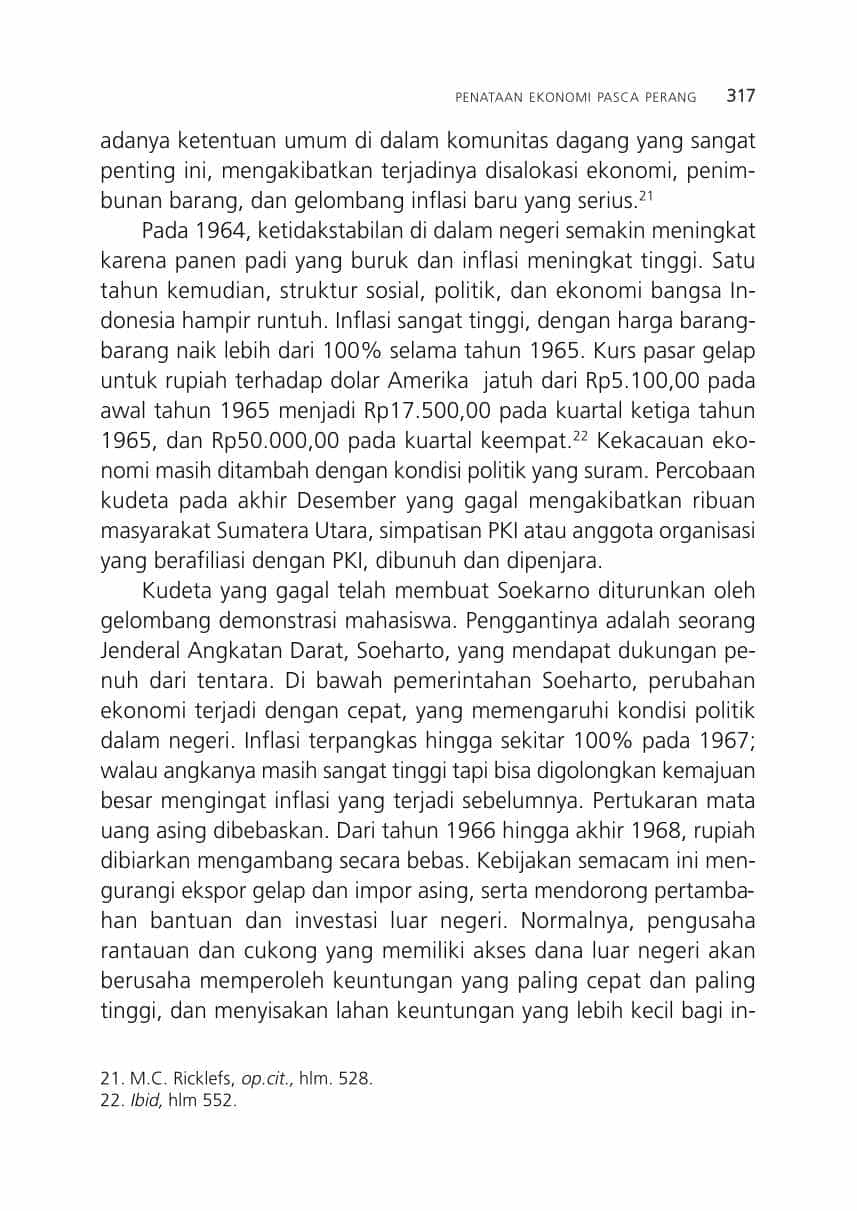 PENATAAN EKONOMI PASCA PERANG 317
adanya ketentuan umum di dalam komunitas dagang yang sangat
penting ini, mengakibatkan terjadinya disalokasi ekonomi, penim-
bunan barang, dan gelombang inflasi baru yang serius.21
Pada 1964, ketidakstabilan di dalam negeri semakin meningkat
karena panen padi yang buruk dan inflasi meningkat tinggi. Satu
tahun kemudian, struktur sosial, politik, dan ekonomi bangsa In-
donesia hampir runtuh. Inflasi sangat tinggi, dengan harga barang-
barang naik lebih dari 100% selama tahun 1965. Kurs pasar gelap
untuk rupiah terhadap dolar Amerika  jatuh dari Rp5.100,00 pada
awal tahun 1965 menjadi Rp17.500,00 pada kuartal ketiga tahun
1965, dan Rp50.000,00 pada kuartal keempat.22 Kekacauan eko-
nomi masih ditambah dengan kondisi politik yang suram. Percobaan
kudeta pada akhir Desember yang gagal mengakibatkan ribuan
masyarakat Sumatera Utara, simpatisan PKI atau anggota organisasi
yang berafiliasi dengan PKI, dibunuh dan dipenjara.
Kudeta yang gagal telah membuat Soekarno diturunkan oleh
gelombang demonstrasi mahasiswa. Penggantinya adalah seorang
Jenderal Angkatan Darat, Soeharto, yang mendapat dukungan pe-
nuh dari tentara. Di bawah pemerintahan Soeharto, perubahan
ekonomi terjadi dengan cepat, yang memengaruhi kondisi politik
dalam negeri. Inflasi terpangkas hingga sekitar 100% pada 1967;
walau angkanya masih sangat tinggi tapi bisa digolongkan kemajuan
besar mengingat inflasi yang terjadi sebelumnya. Pertukaran mata
uang asing dibebaskan. Dari tahun 1966 hingga akhir 1968, rupiah
dibiarkan mengambang secara bebas. Kebijakan semacam ini men-
gurangi ekspor gelap dan impor asing, serta mendorong pertamba-
han bantuan dan investasi luar negeri. Normalnya, pengusaha
rantauan dan cukong yang memiliki akses dana luar negeri akan
berusaha memperoleh keuntungan yang paling cepat dan paling
tinggi, dan menyisakan lahan keuntungan yang lebih kecil bagi in-
21. M.C. Ricklefs, op.cit., hlm. 528.
22. Ibid, hlm 552.